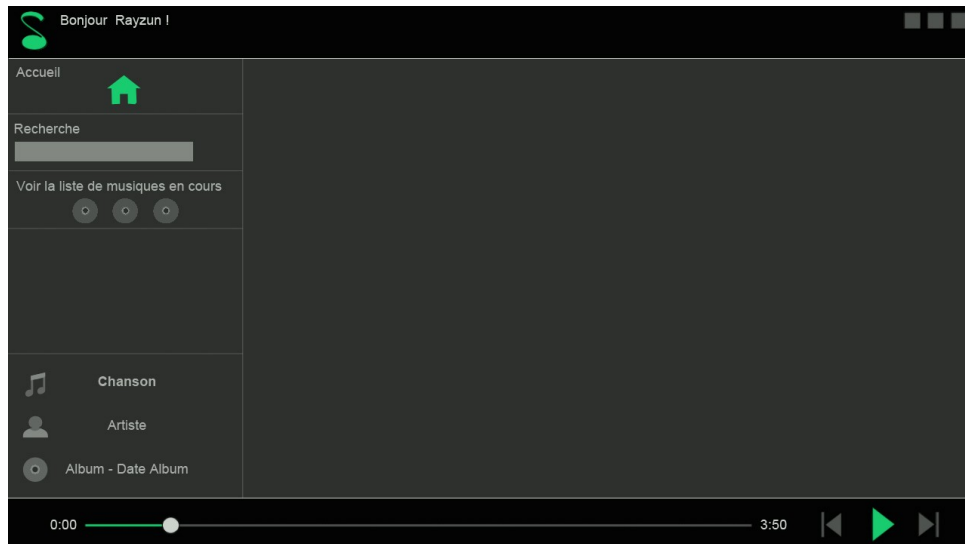 Bonjour Rayzun !
Accueil
Recherche
Voir la liste de musiques en cours
Chanson
Artiste
Album - Date Album
0:00
3:50